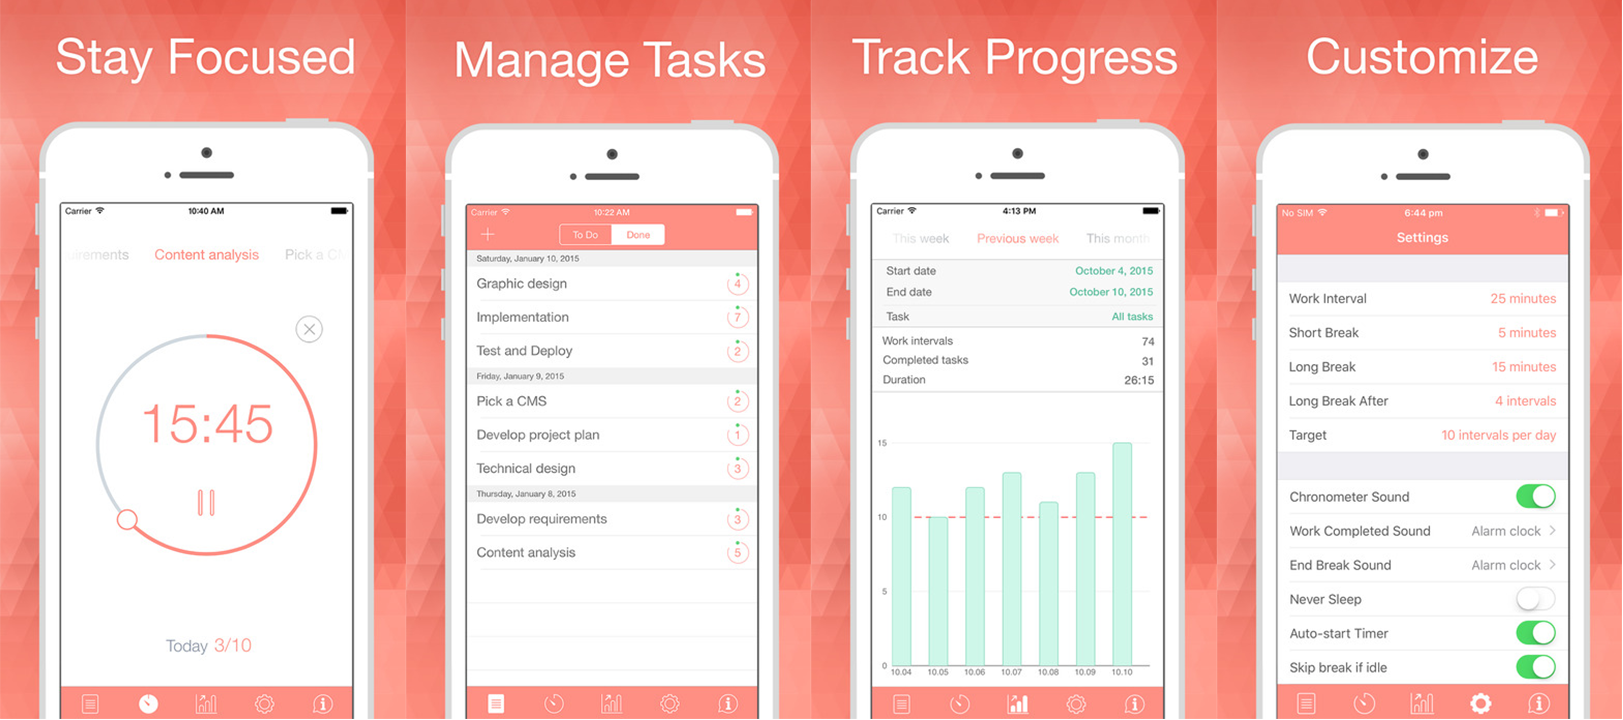 Stay Focused
Carrier 10:40 AM
irements Content analysis Pick a C
15:45
Today 3/10
Manage Tasks
Carrier 10:22 AM
+ To Do Done
Saturday, January 10, 2015
Graphic design 4
Implementation 7
Test and Deploy 2
Friday, January 9, 2015
Pick a CMS 2
Develop project plan 1
Technical design 3
Thursday, January 8, 2015
Develop requirements 3
Content analysis 5
Track Progress
Carrier 4:13 PM
This week Previous week This month
Start date October 4, 2015
End date October 10, 2015
Task All tasks
Work intervals 74
Completed tasks 31
Duration 26:15
15
10
5
0
10.04 10.05 10.06 10.07 10.08 10.09 10.10
Customize
No SIM 6:44 pm
Settings
Work Interval 25 minutes
Short Break 5 minutes
Long Break 15 minutes
Long Break After 4 intervals
Target 10 intervals per day
Chronometer Sound
Work Completed Sound Alarm clock >
End Break Sound Alarm clock >
Never Sleep
Auto-start Timer
Skip break if idle